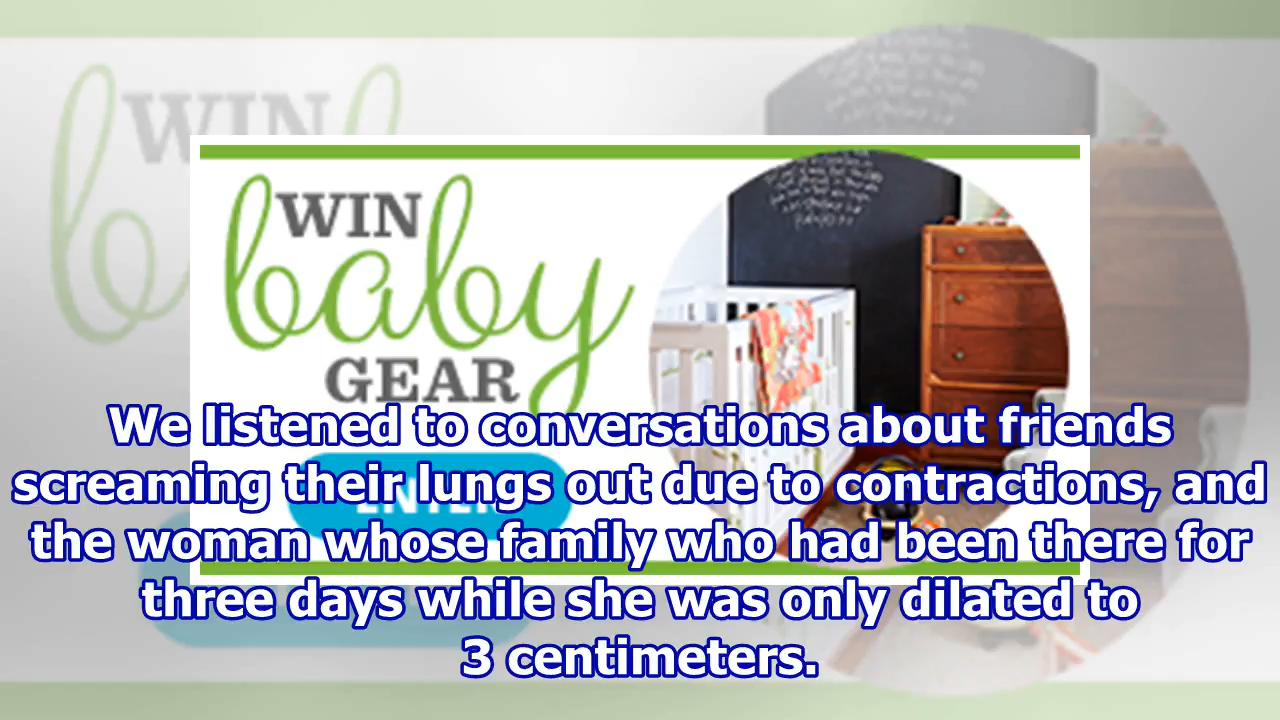 WIN
baby
GEAR
ENTER
We listened to conversations about friends
screaming their lungs out due to contractions, and
the woman whose family who had been there for
three days while she was only dilated to
3 centimeters.